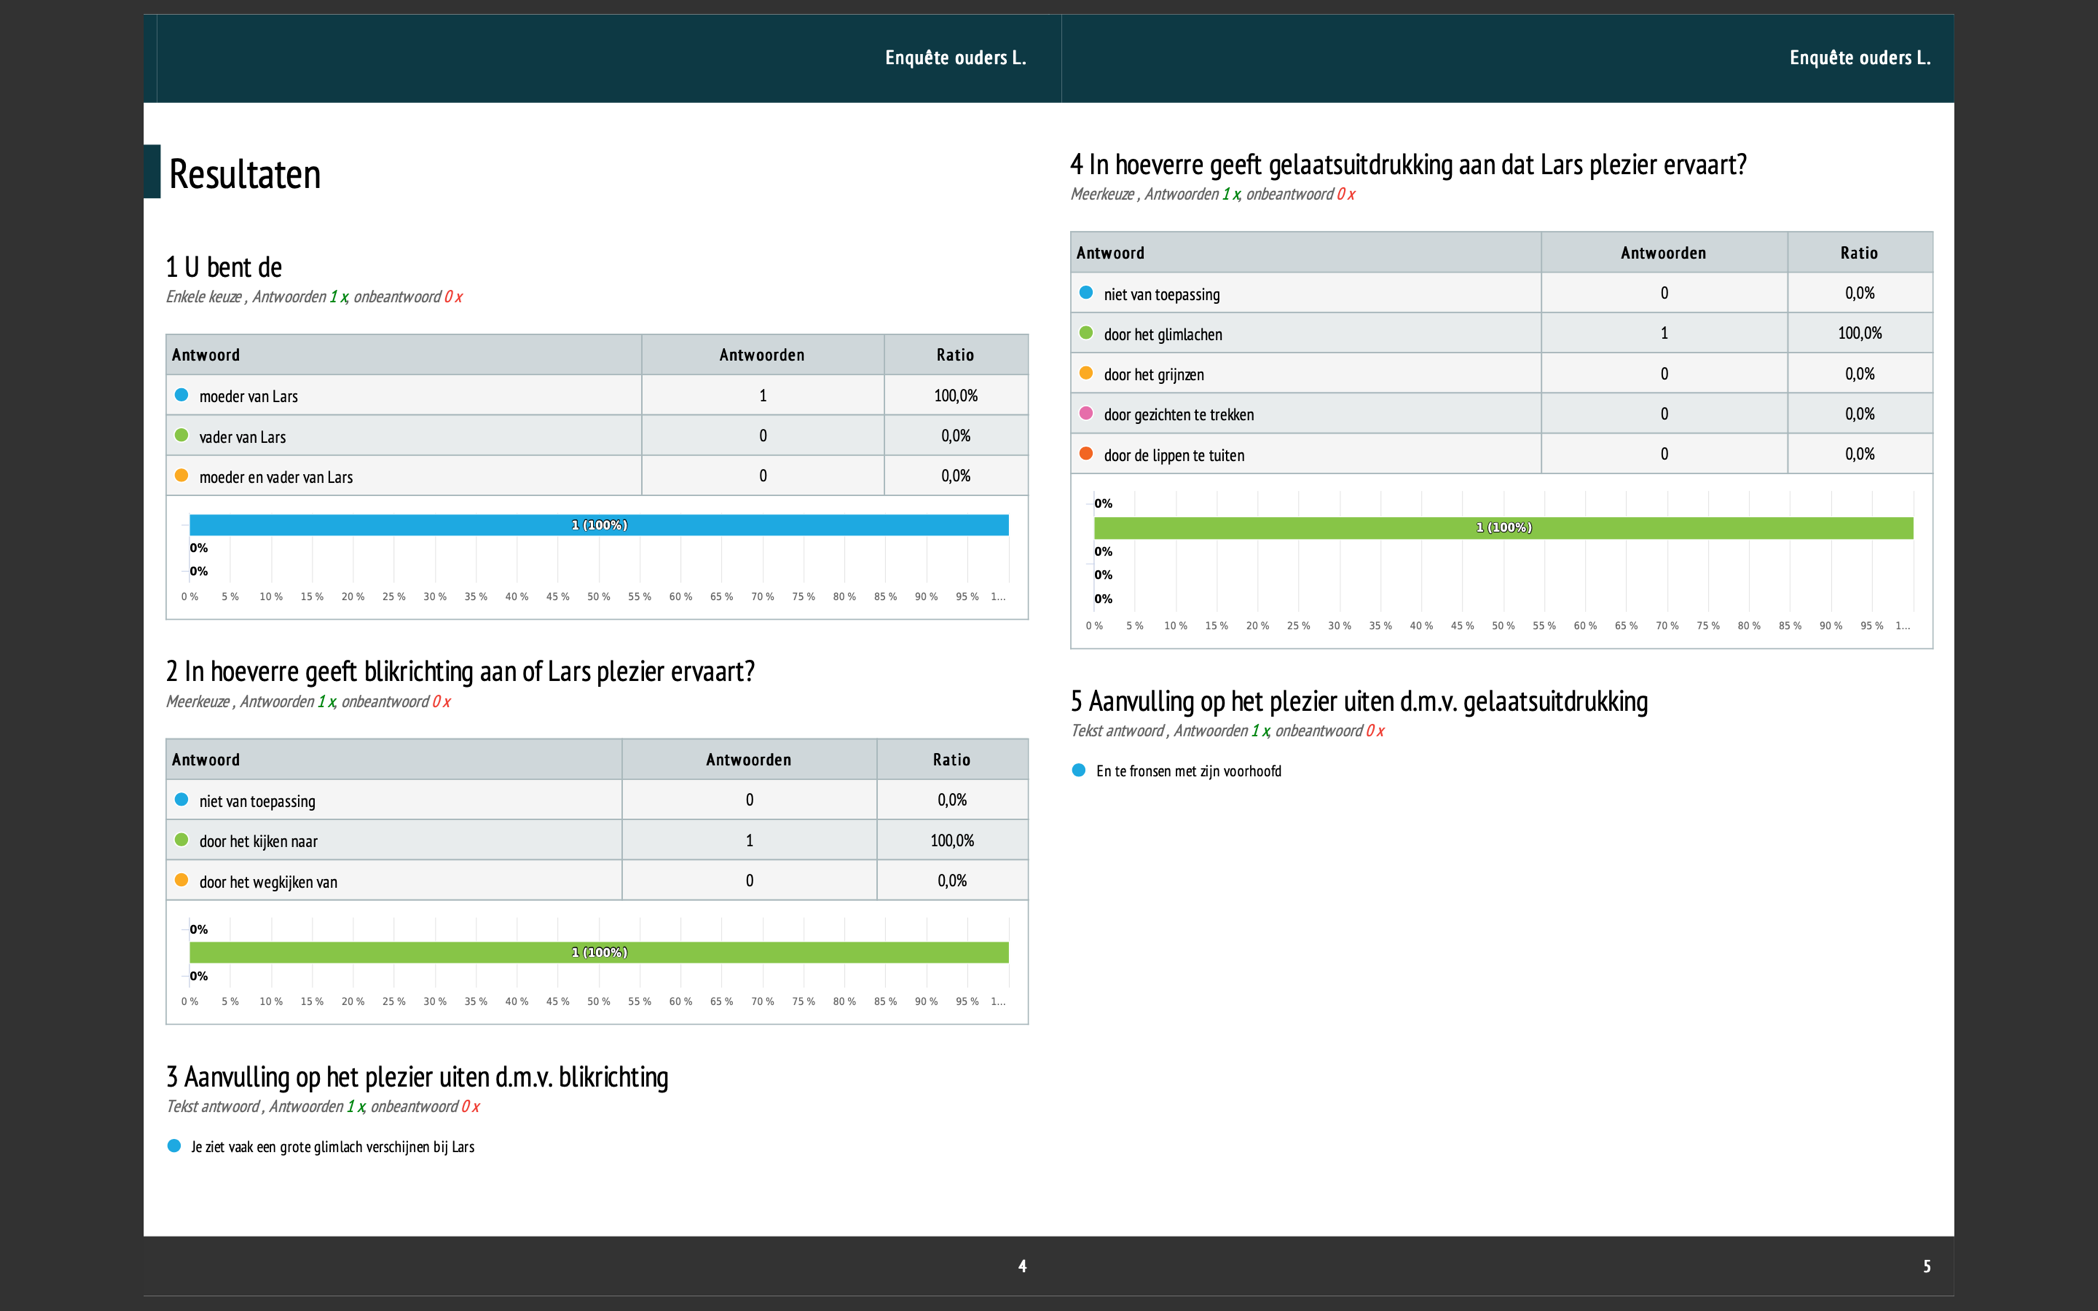 Enquête ouders L.
Resultaten
1 U bent de
Enkele keuze , Antwoorden 1 x, onbeantwoord 0 x
Antwoord Antwoorden Ratio
moeder van Lars 1 100,0%
vader van Lars 0 0,0%
moeder en vader van Lars 0 0,0%
1 (100%)
0%
0%
0 % 5 % 10 % 15 % 20 % 25 % 30 % 35 % 40 % 45 % 50 % 55 % 60 % 65 % 70 % 75 % 80 % 85 % 90 % 95 % 1...
2 In hoeverre geeft blikrichting aan of Lars plezier ervaart?
Meerkeuze , Antwoorden 1 x, onbeantwoord 0 x
Antwoord Antwoorden Ratio
niet van toepassing 0 0,0%
door het kijken naar 1 100,0%
door het wegkijken van 0 0,0%
0%
1 (100%)
0%
0 % 5 % 10 % 15 % 20 % 25 % 30 % 35 % 40 % 45 % 50 % 55 % 60 % 65 % 70 % 75 % 80 % 85 % 90 % 95 % 1...
3 Aanvulling op het plezier uiten d.m.v. blikrichting
Tekst antwoord , Antwoorden 1 x, onbeantwoord 0 x
Je ziet vaak een grote glimlach verschijnen bij Lars
4
Enquête ouders L.
4 In hoeverre geeft gelaatsuitdrukking aan dat Lars plezier ervaart?
Meerkeuze , Antwoorden 1 x, onbeantwoord 0 x
Antwoord Antwoorden Ratio
niet van toepassing 0 0,0%
door het glimlachen 1 100,0%
door het grijnzen 0 0,0%
door gezichten te trekken 0 0,0%
door de lippen te tuiten 0 0,0%
0%
1 (100%)
0%
0%
0%
0 % 5 % 10 % 15 % 20 % 25 % 30 % 35 % 40 % 45 % 50 % 55 % 60 % 65 % 70 % 75 % 80 % 85 % 90 % 95 % 1...
5 Aanvulling op het plezier uiten d.m.v. gelaatsuitdrukking
Tekst antwoord , Antwoorden 1 x, onbeantwoord 0 x
En te fronsen met zijn voorhoofd
5